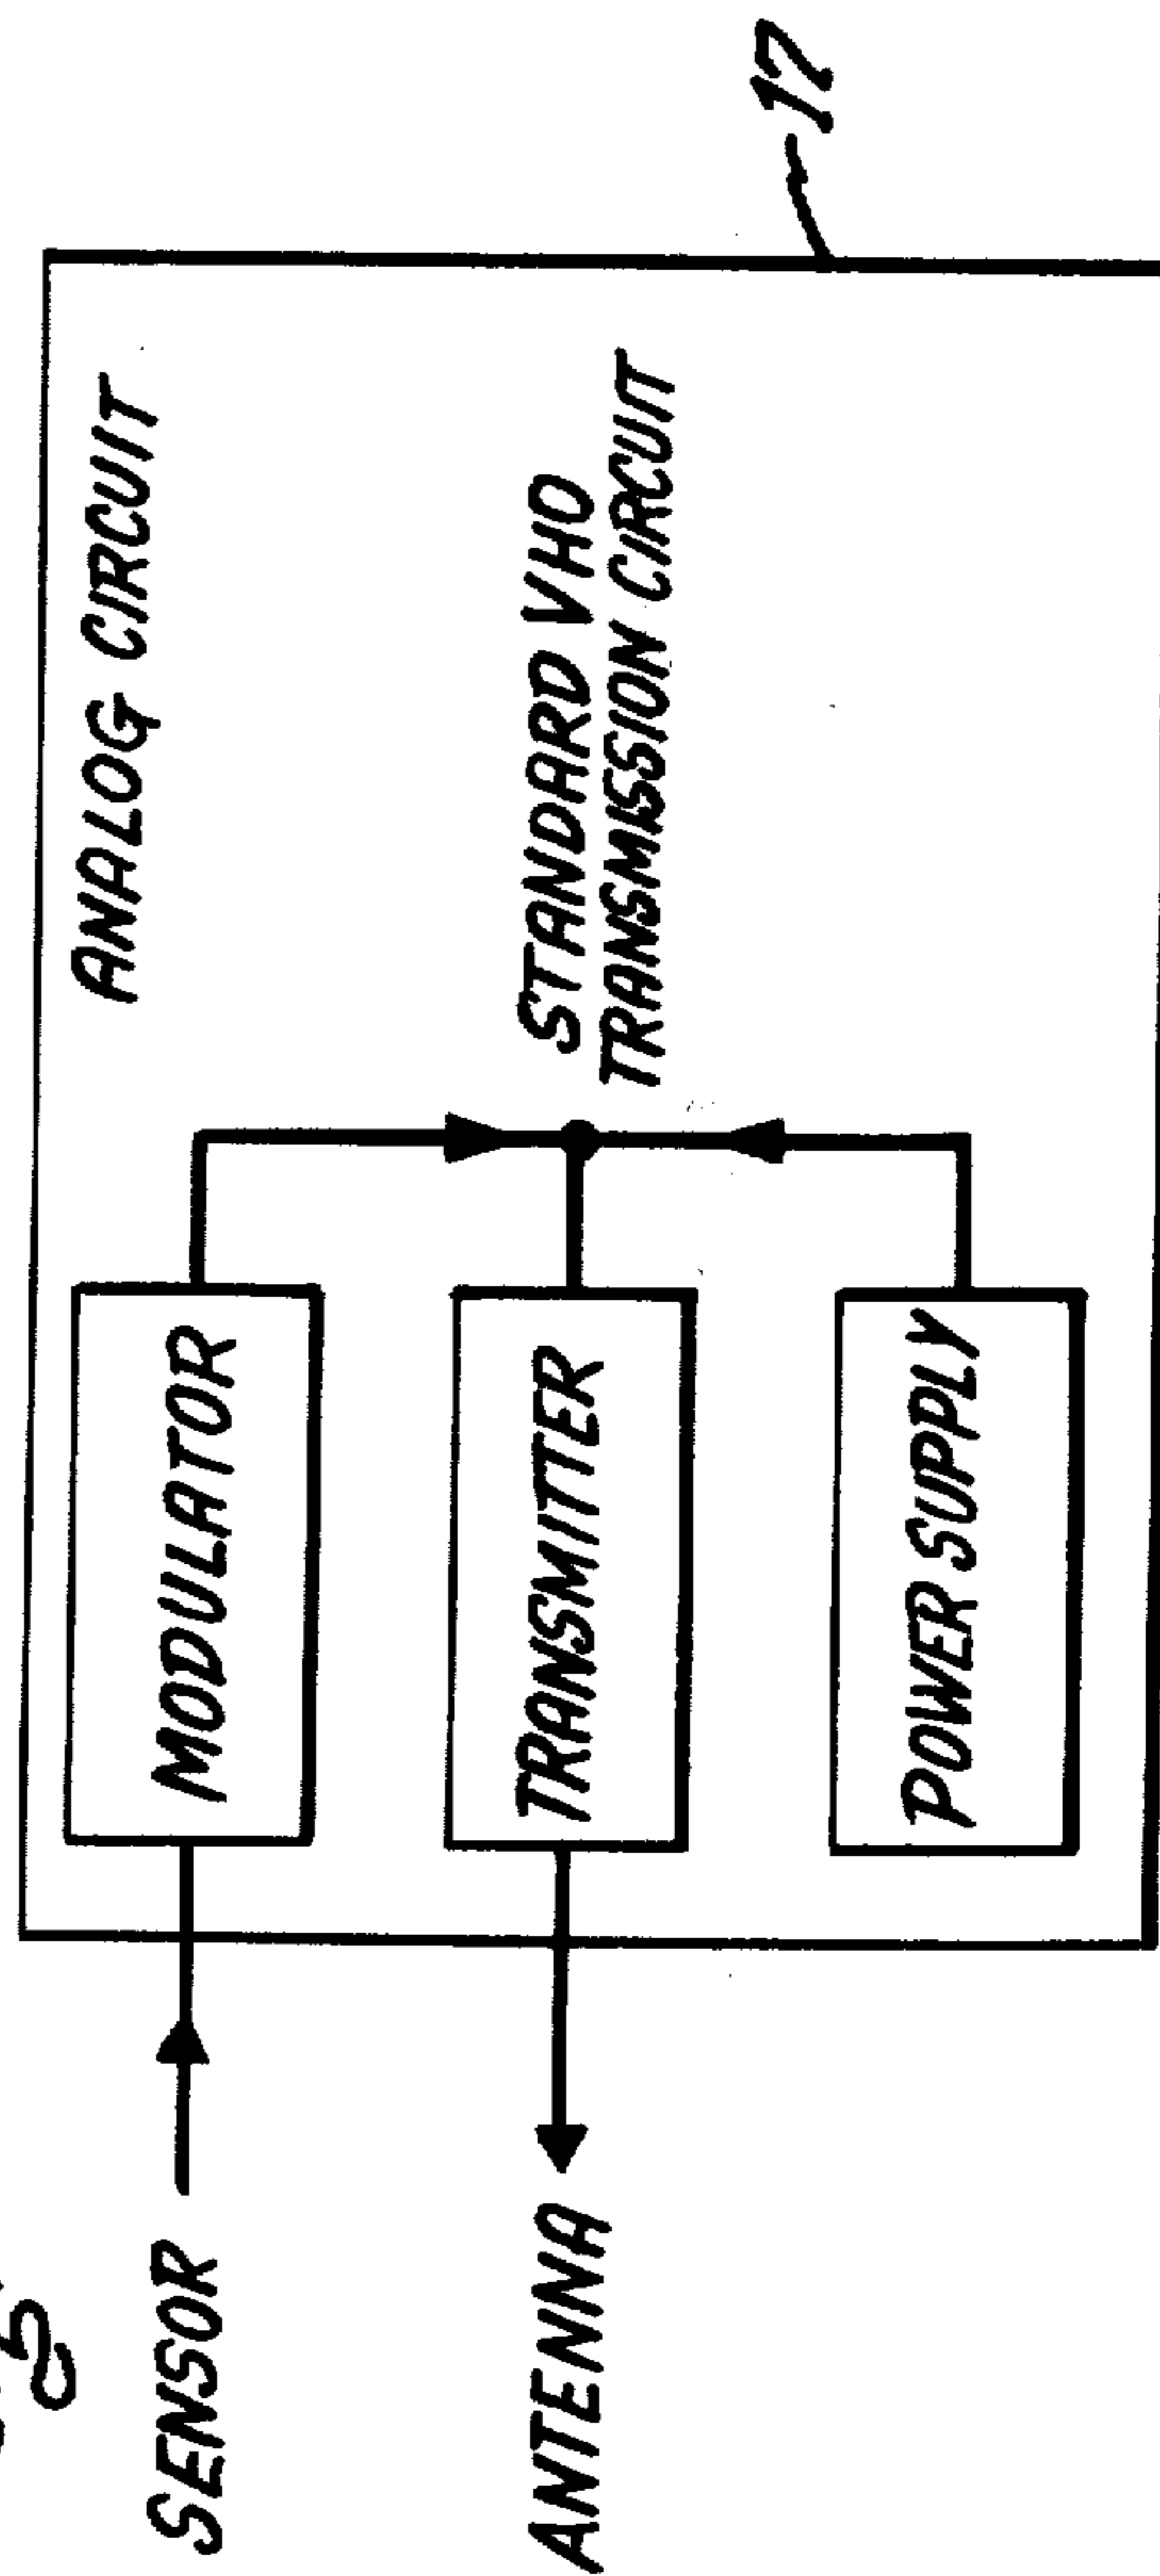 ANALOG CIRCUIT
SENSOR
MODULATOR
STANDARD VHO
TRANSMISSION CIRCUIT
ANTENNA
TRANSMITTER
POWER SUPPLY
17